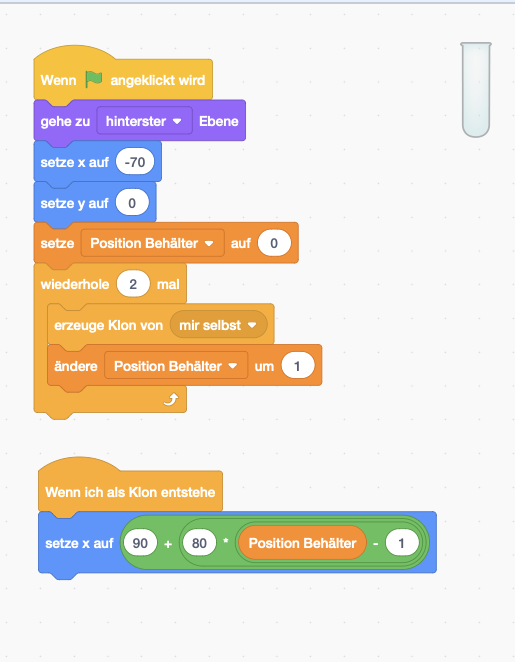 Wenn angeklickt wird
gehe zu hinterster Ebene
setze x auf -70
setze y auf 0
setze Position Behälter auf 0
wiederhole 2 mal
erzeuge Klon von mir selbst
ändere Position Behälter um 1
Wenn ich als Klon entstehe
setze x auf 90 + 80 * Position Behälter - 1